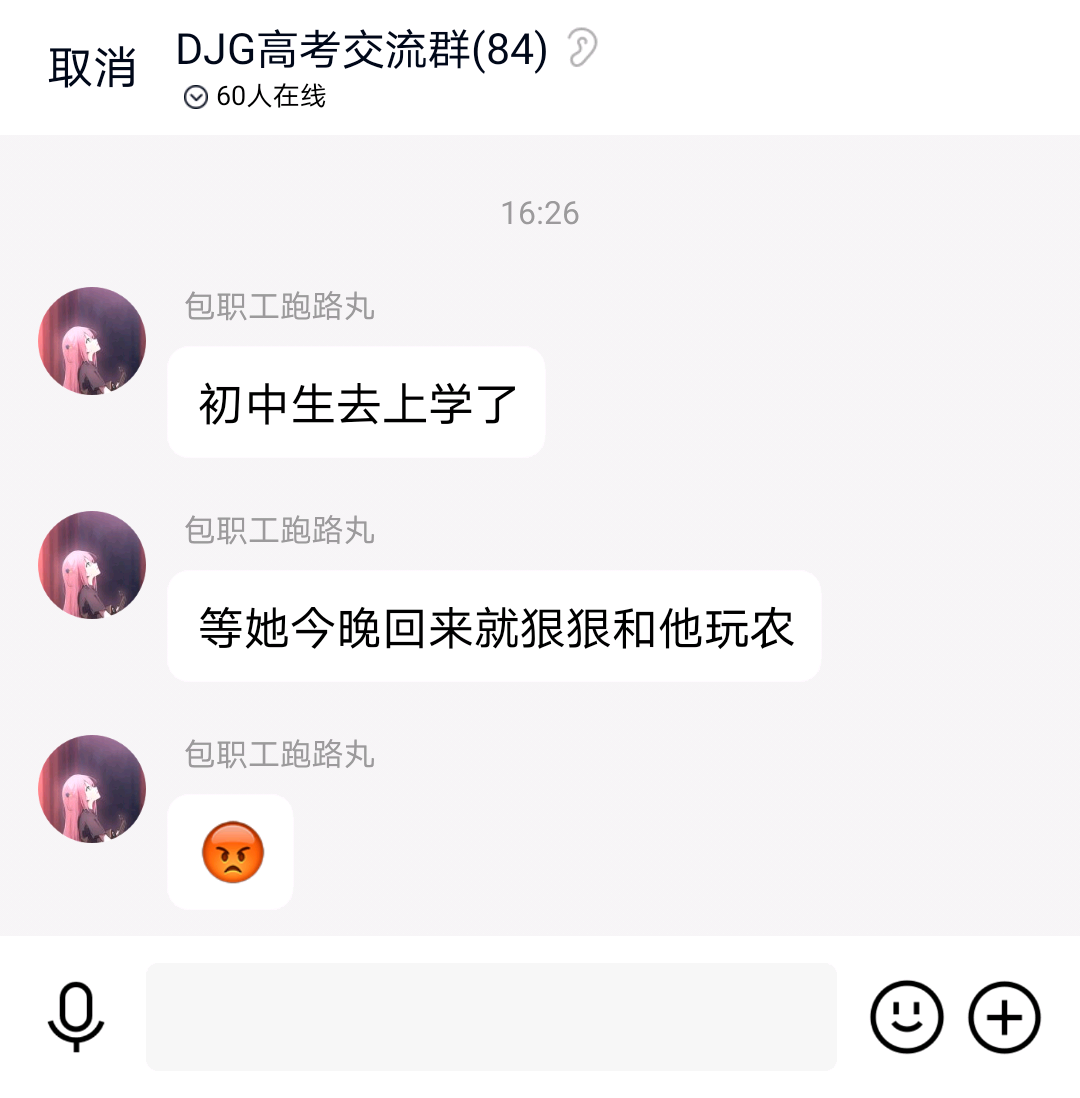 取消
DJG高考交流群(84)
60人在线
16:26
包职工跑路丸
初中生去上学了
包职工跑路丸
等她今晚回来就狠狠和他玩农
包职工跑路丸